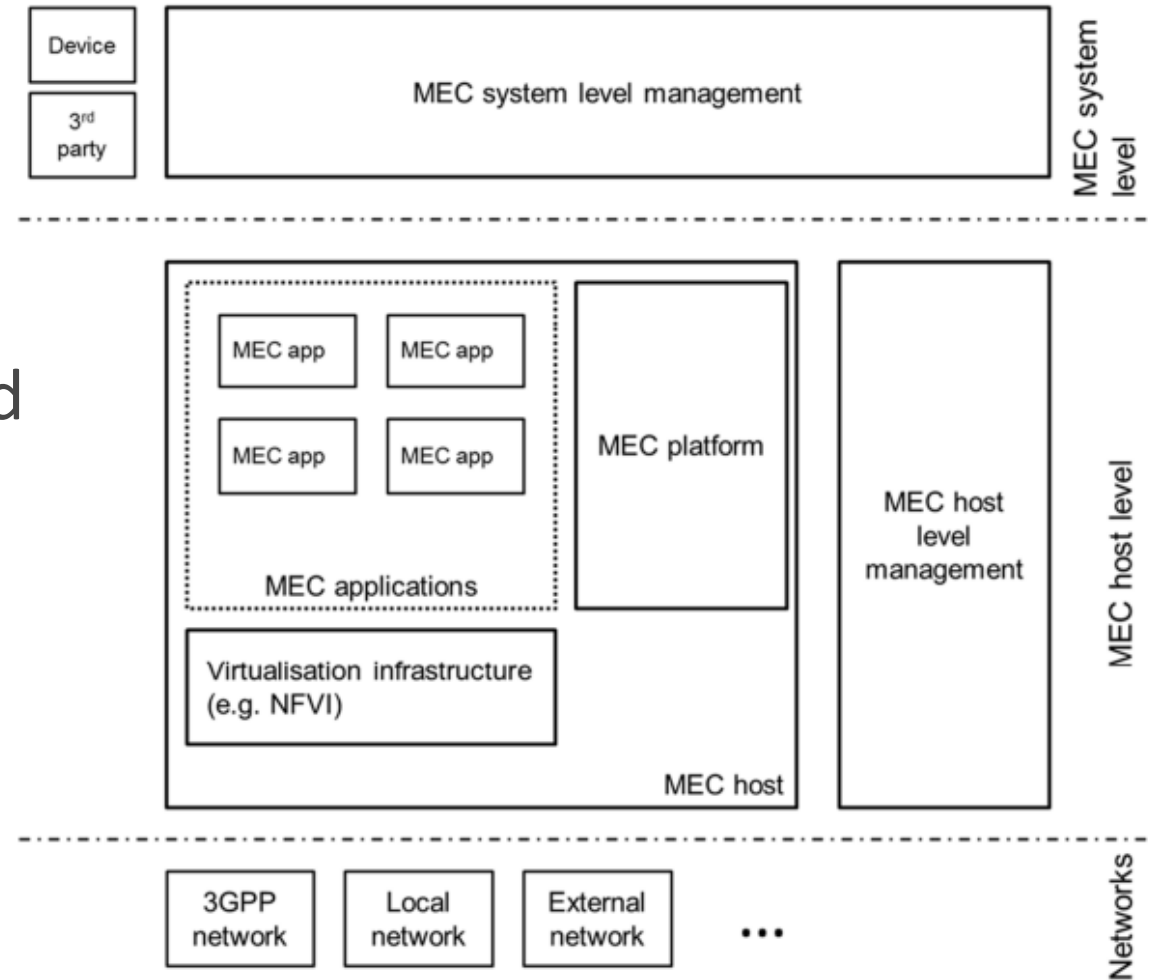 Device
3rd
party
MEC system level management
MEC system
level
d
MEC app
MEC app
MEC app
MEC app
MEC applications
MEC platform
Virtualisation infrastructure
(e.g. NFVI)
MEC host
MEC host
level
management
MEC host level
3GPP
network
Local
network
External
network
...
Networks